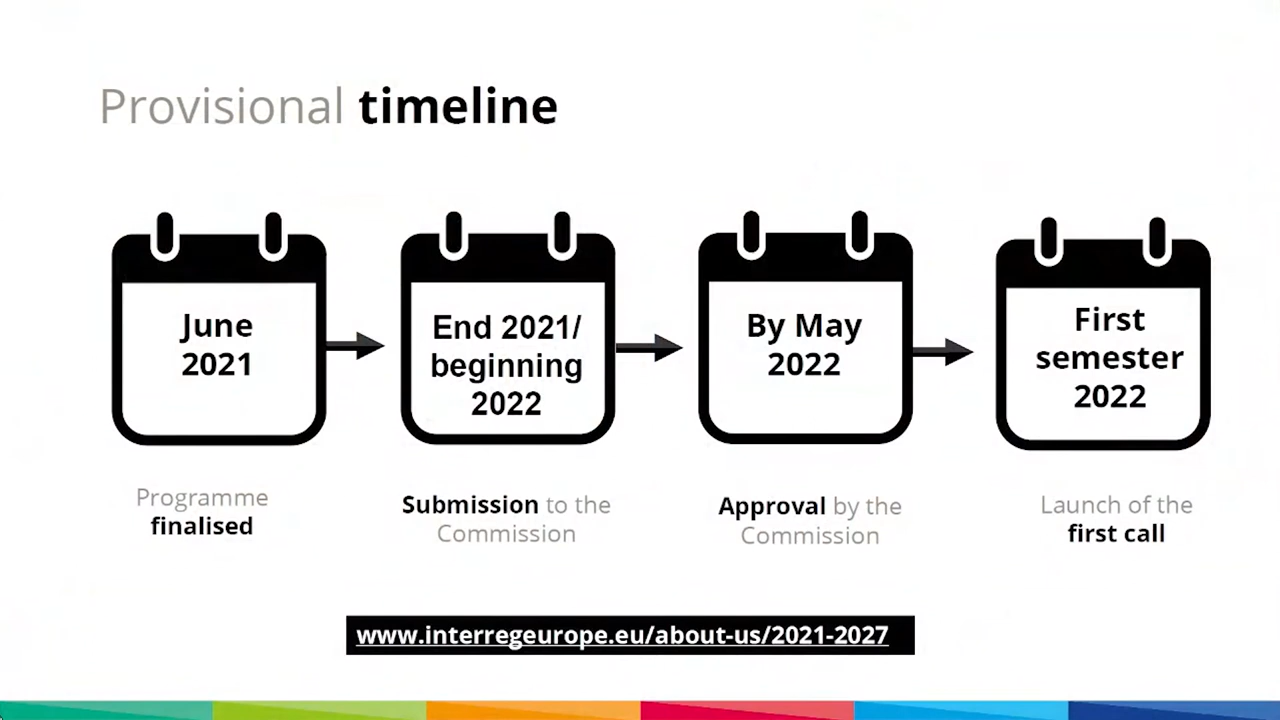 Provisional timeline
June
2021
End 2021/
beginning
2022
By May
2022
First
semester
2022
Programme
finalised
Submission to the
Commission
Approval by the
Commission
Launch of the
first call
www.interregeurope.eu/about-us/2021-2027